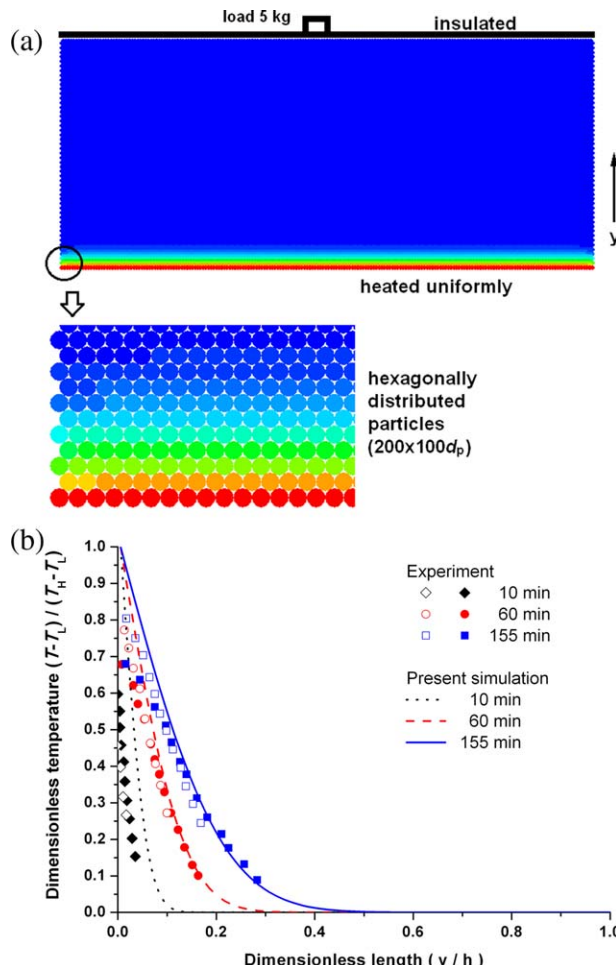 load 5 kg
insulated
(a)
y
heated uniformly
hexagonally
distributed
particles
(200x100dp)
(b)
Dimensionless temperature (T-TL) / (TH-TL)
1.0
0.9
0.8
0.7
0.6
0.5
0.4
0.3
0.2
0.1
0.0
Experiment
10 min
60 min
155 min
Present simulation
10 min
60 min
155 min
0.0 0.2 0.4 0.6 0.8 1.0
Dimensionless length ( y / h )